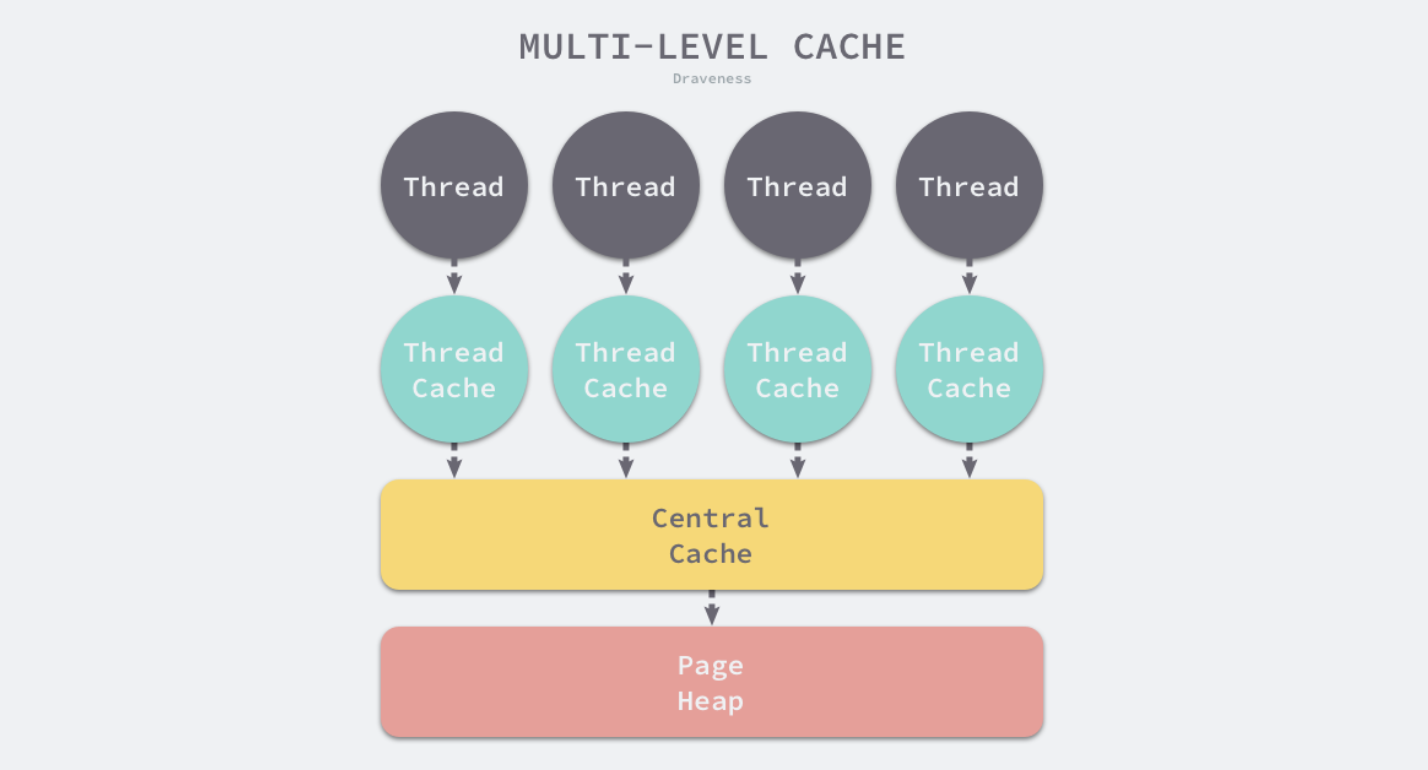 MULTI-LEVEL CACHE
Draveness
Thread
Thread
Thread
Thread
Thread
Cache
Thread
Cache
Thread
Cache
Thread
Cache
Central
Cache
Page
Heap